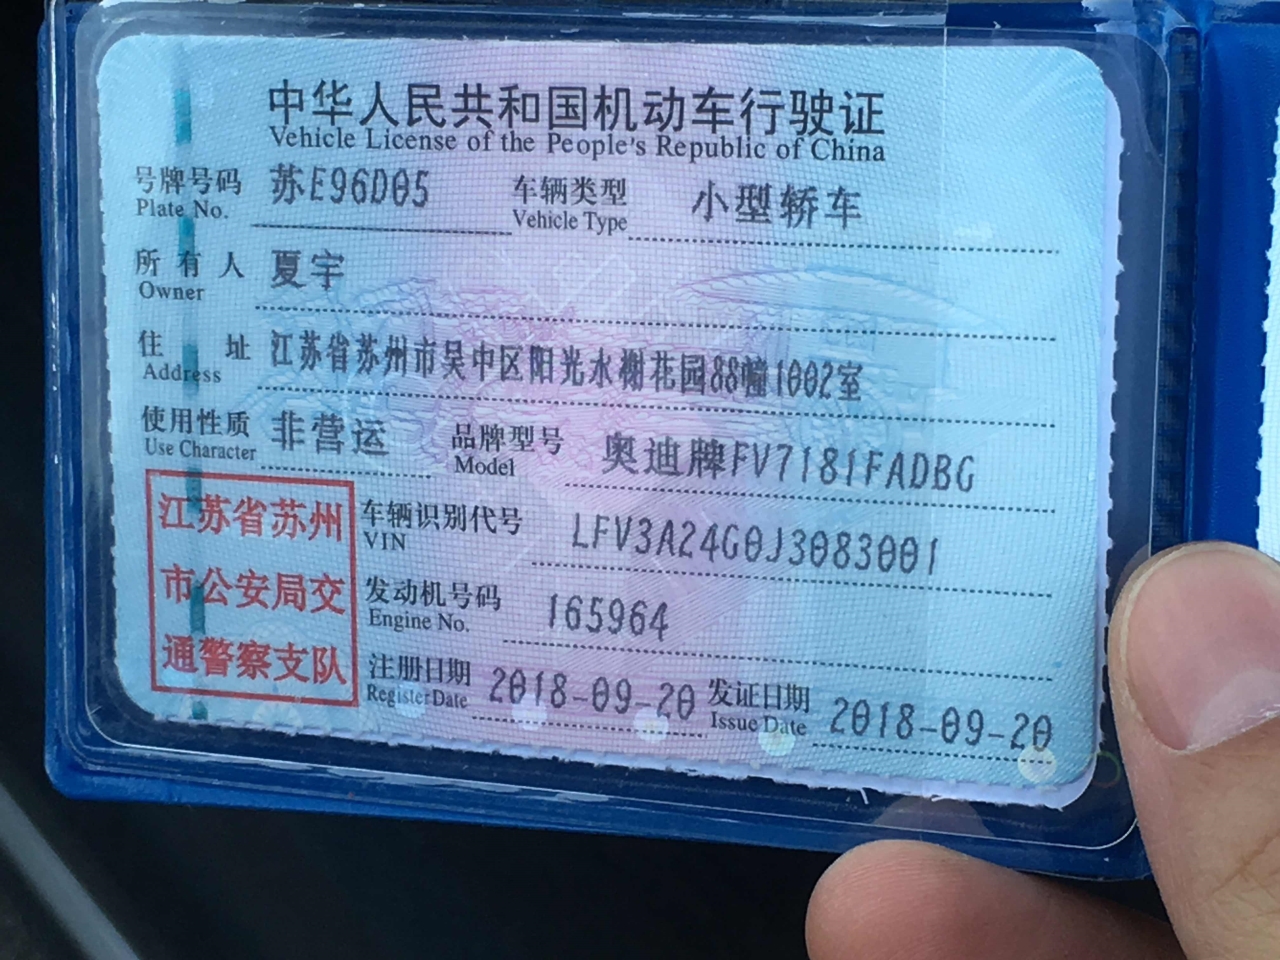 中华人民共和国机动车行驶证
Vehicle License of the People's Republic of China
号牌号码 苏E96D05 车辆类型 小型轿车
Plate No. Vehicle Type
所有人 夏宇
Owner
住址 江苏省苏州市吴中区阳光水榭花园88幢1002室
Address
使用性质 非营运 品牌型号 奥迪牌FV7181FADBG
Use Character Model
江苏省苏州
市公安局交
通警察支队
车辆识别代号 LFV3A24G0J3083001
VIN
发动机号码 165964
Engine No.
注册日期 2018-09-20 发证日期 2018-09-20
Register Date Issue Date